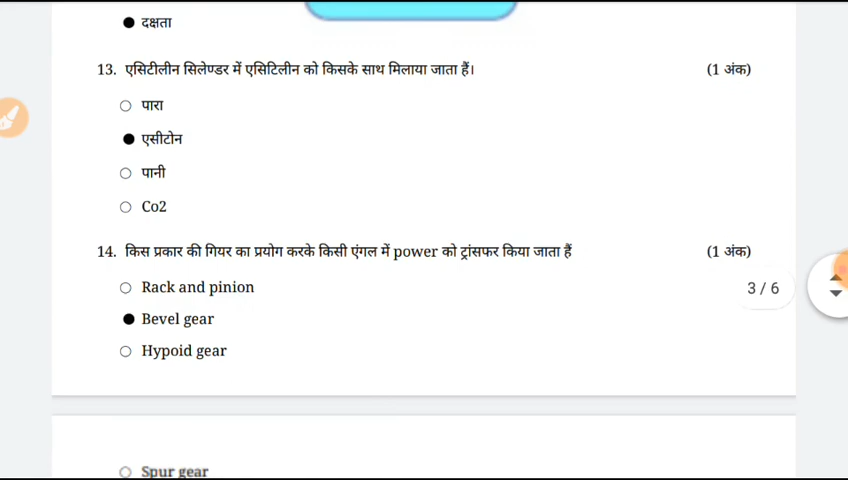 दक्षता
13. एसिटीलीन सिलेण्डर में एसिटिलीन को किसके साथ मिलाया जाता हैं। (1 अंक)
पारा
एसीटोन
पानी
Co2
14. किस प्रकार की गियर का प्रयोग करके किसी एंगल में power को ट्रांसफर किया जाता हैं (1 अंक)
Rack and pinion
3 / 6
Bevel gear
Hypoid gear
Spur gear